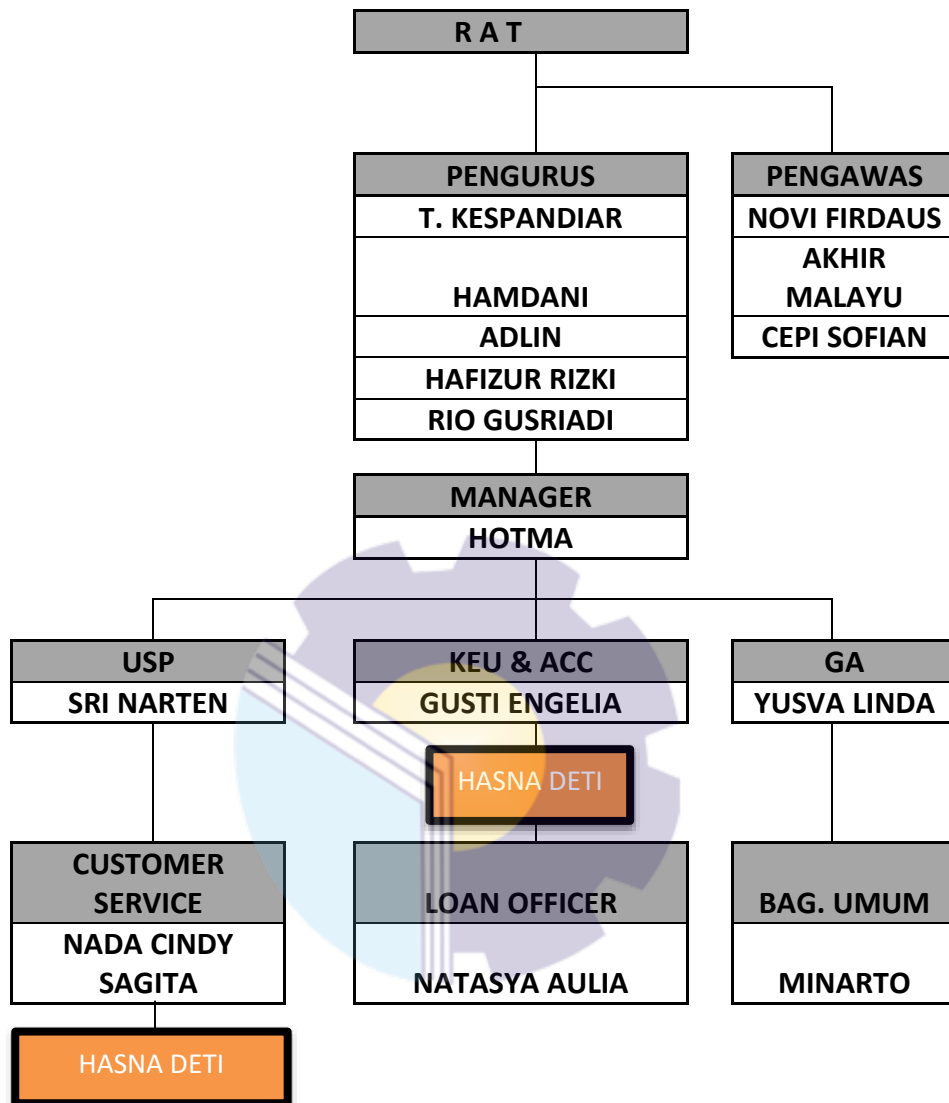 R A T
PENGURUS
T. KESPANDIAR
HAMDANI
ADLIN
HAFIZUR RIZKI
RIO GUSRIADI
PENGAWAS
NOVI FIRDAUS
AKHIR
MALAYU
CEPI SOFIAN
MANAGER
HOTMA
USP
SRI NARTEN
KEU & ACC
GUSTI ENGELIA
HASNA DETI
GA
YUSVA LINDA
CUSTOMER
SERVICE
NADA CINDY
SAGITA
HASNA DETI
LOAN OFFICER
NATASYA AULIA
BAG. UMUM
MINARTO